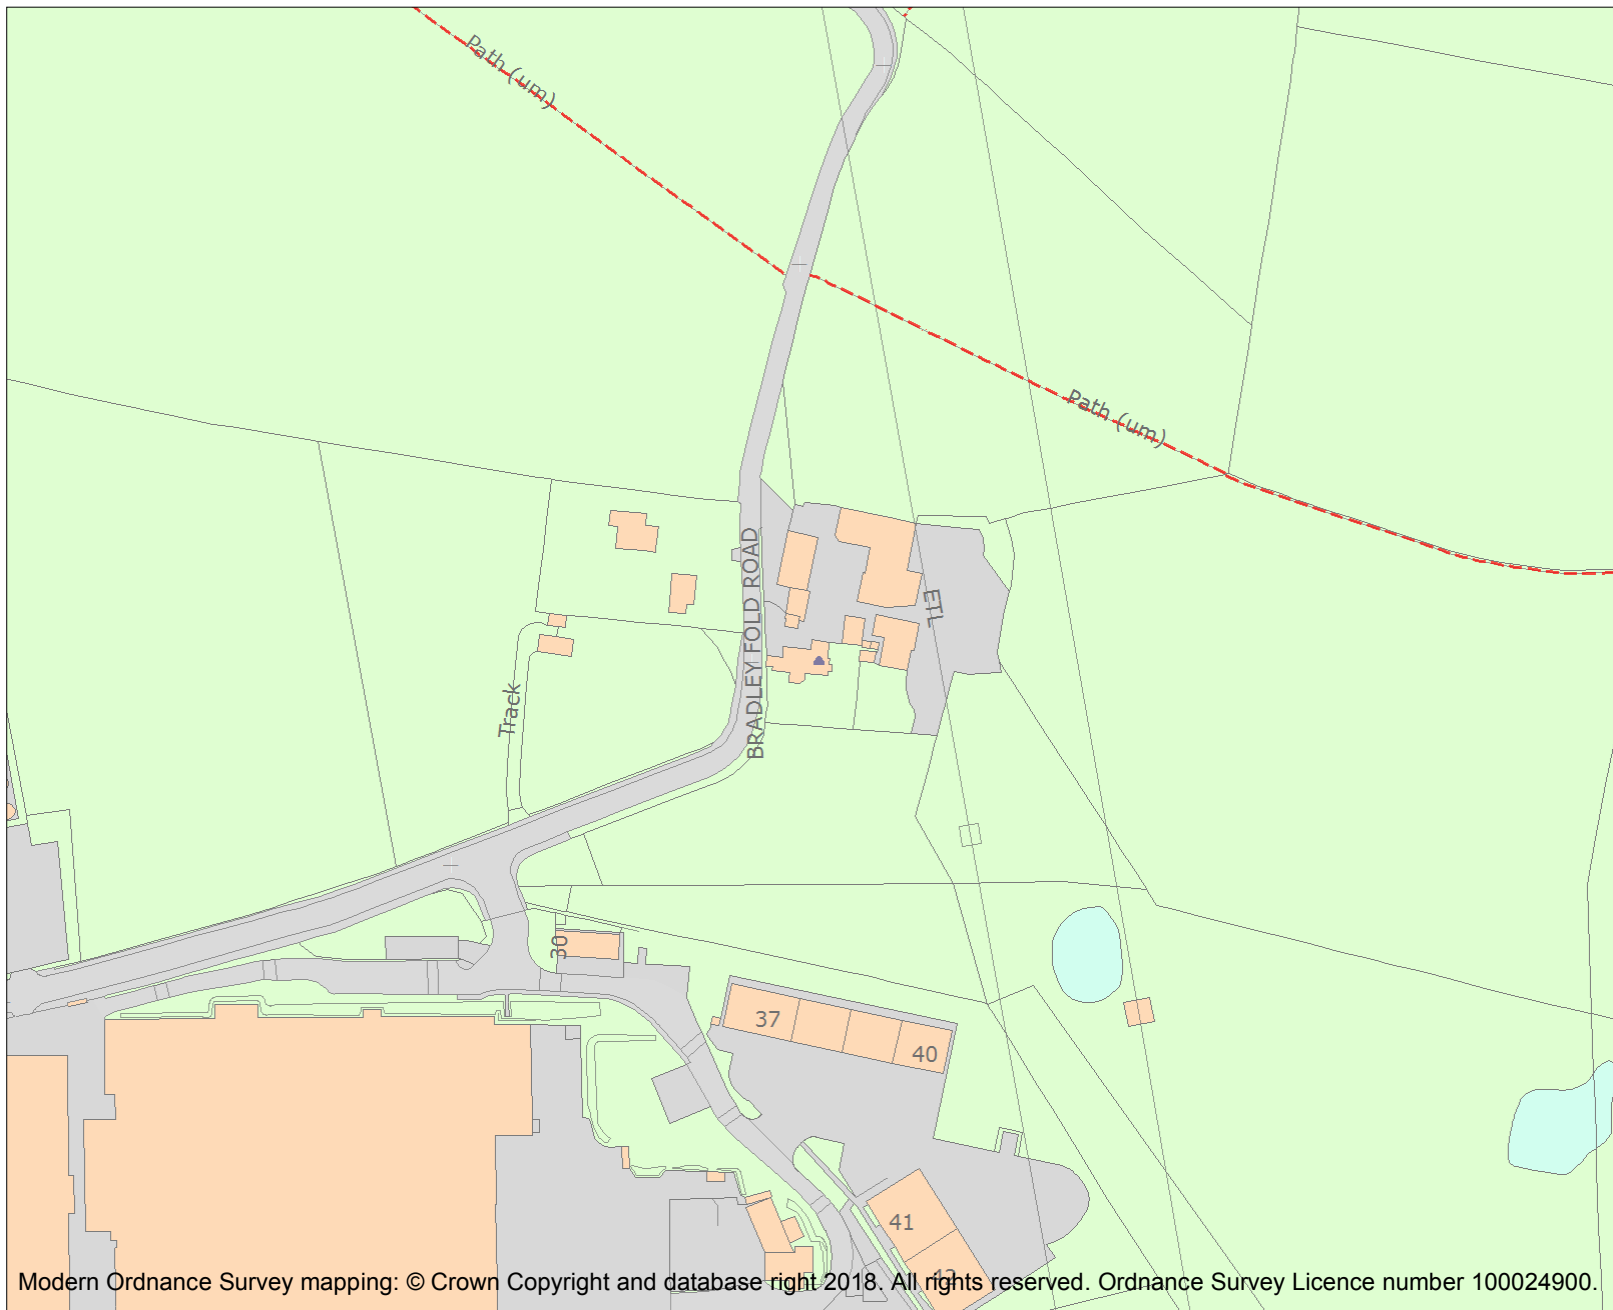 Path (um)
Path (um)
BRADLEY FOLD ROAD
ETL
Track
30
37
40
41
42
Modern Ordnance Survey mapping: © Crown Copyright and database right 2018. All rights reserved. Ordnance Survey Licence number 100024900.